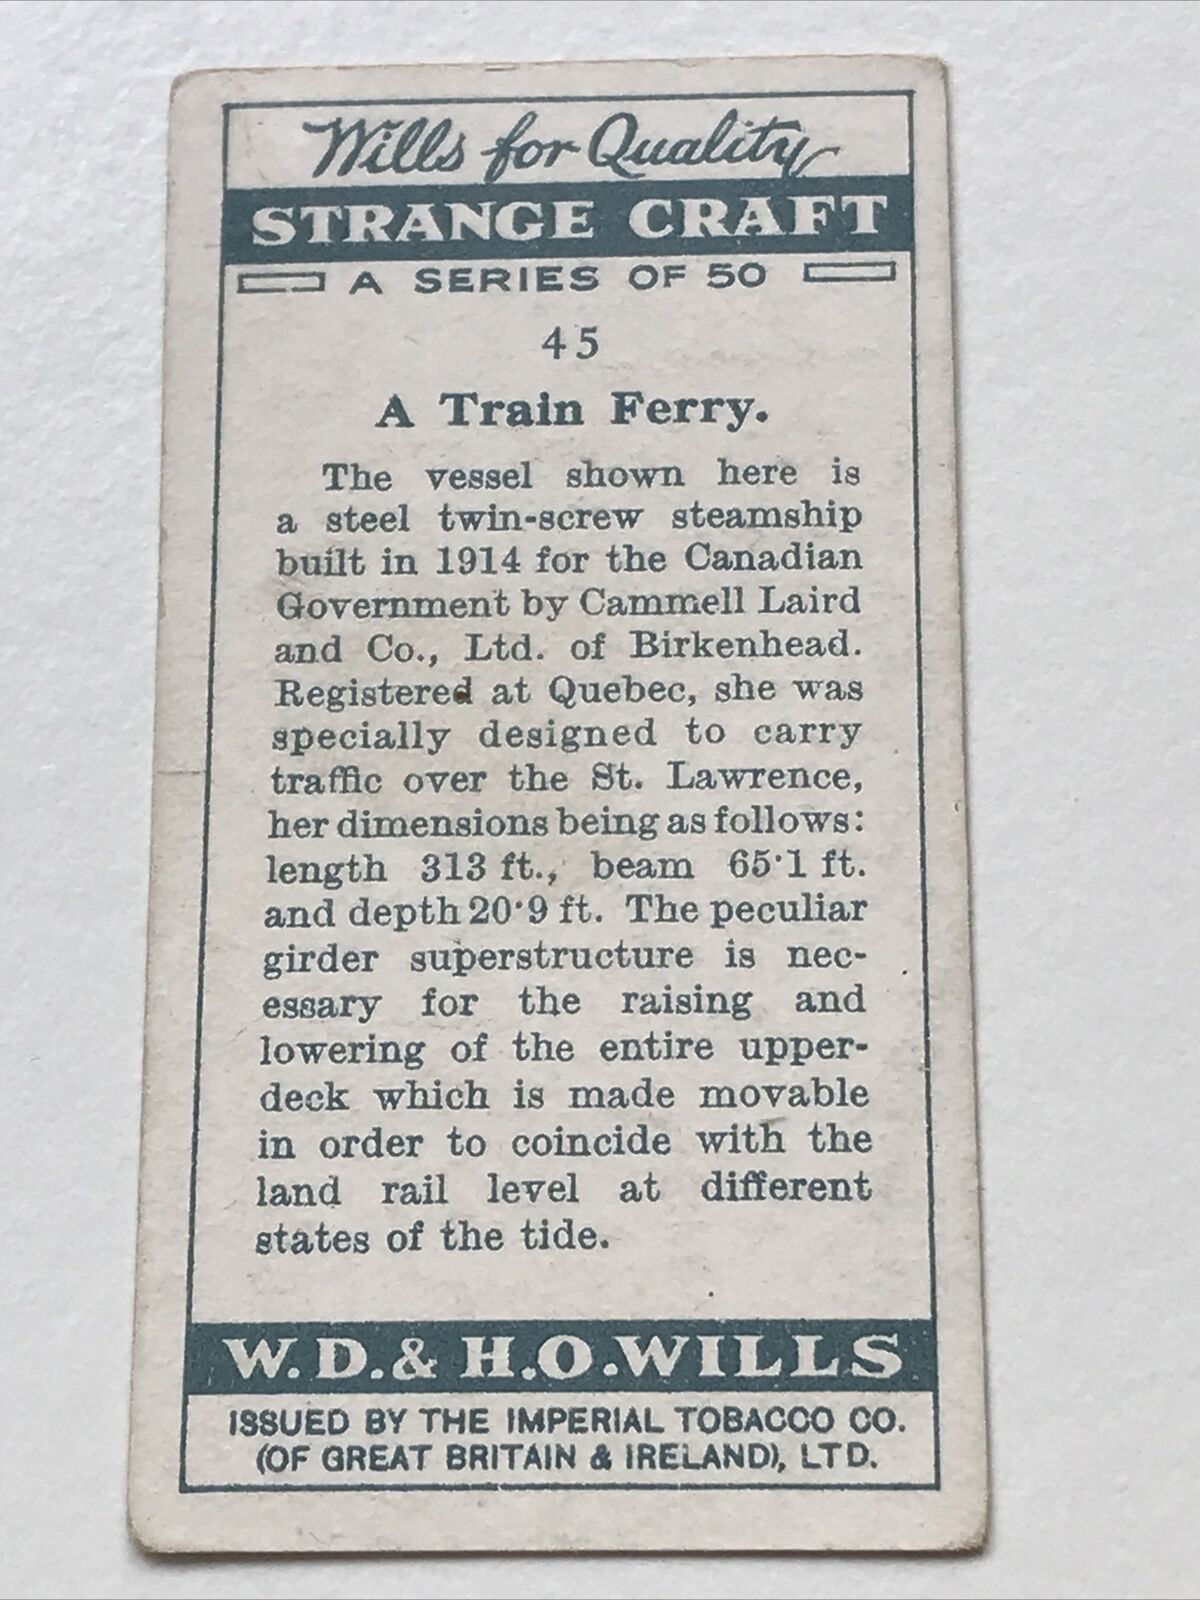 Wills for Quality
STRANGE CRAFT
A SERIES OF 50
45
A Train Ferry.
The vessel shown here is
a steel twin-screw steamship
built in 1914 for the Canadian
Government by Cammell Laird
and Co., Ltd. of Birkenhead.
Registered at Quebec, she was
specially designed to carry
traffic over the St. Lawrence,
her dimensions being as follows:
length 313 ft., beam 65·1 ft.
and depth 20·9 ft. The peculiar
girder superstructure is nec-
essary for the raising and
lowering of the entire upper-
deck which is made movable
in order to coincide with the
land rail level at different
states of the tide.
W.D.& H.O.WILLS
ISSUED BY THE IMPERIAL TOBACCO CO.
(OF GREAT BRITAIN & IRELAND), LTD.